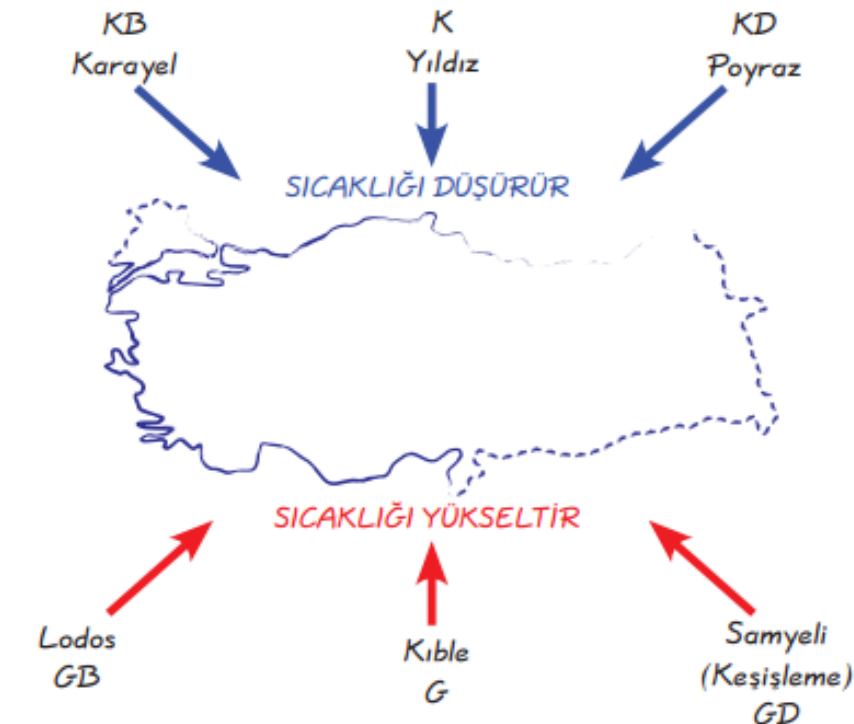 KB
Karayel
K
Yıldız
KD
Poyraz
SICAKLIĞI DÜŞÜRÜR
SICAKLIĞI YÜKSELTİR
Lodos
GB
Kıble
G
Samyeli
(Keşişleme)
GD